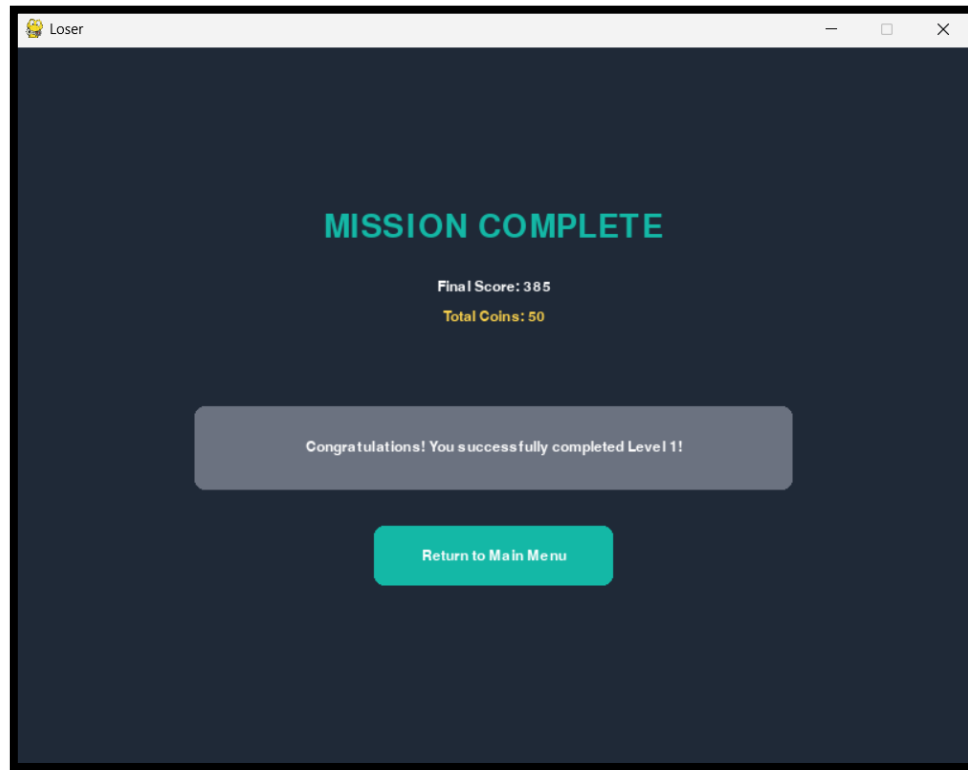 Loser
MISSION COMPLETE
Final Score: 385
Total Coins: 50
Congratulations! You successfully completed Level 1!
Return to Main Menu